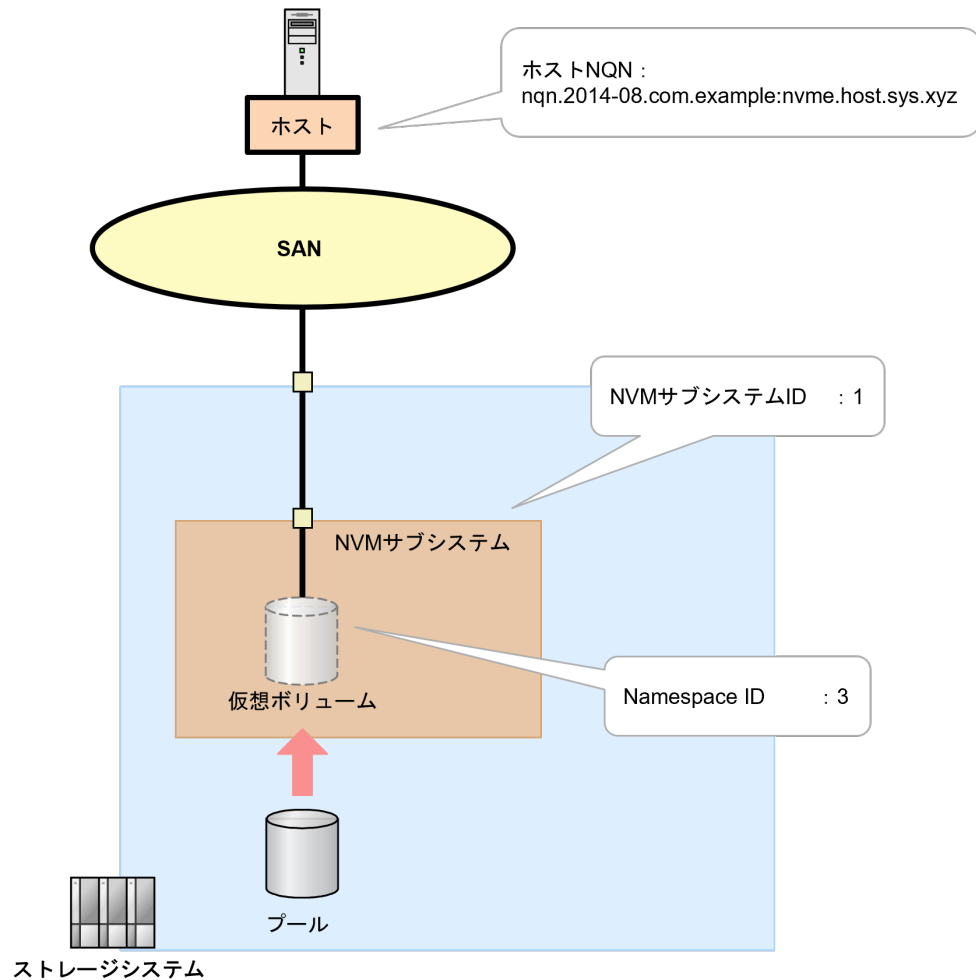 ホストNQN：
nqn.2014-08.com.example:nvme.host.sys.xyz
ホスト
SAN
NVMサブシステムID ：1
NVMサブシステム
仮想ボリューム
Namespace ID ：3
プール
ストレージシステム